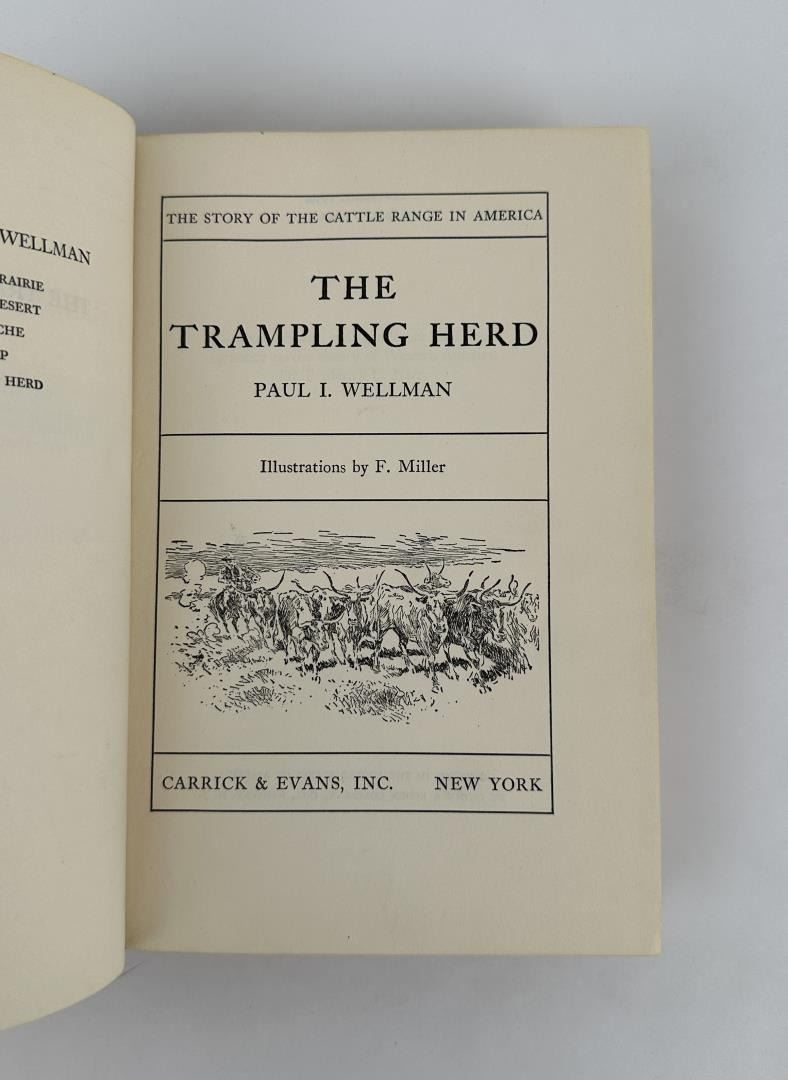 WELLMAN
RAIRIE
ESERT
CHE
P
HERD
THE STORY OF THE CATTLE RANGE IN AMERICA
THE
TRAMPLING HERD
PAUL I. WELLMAN
Illustrations by F. Miller
CARRICK & EVANS, INC. NEW YORK